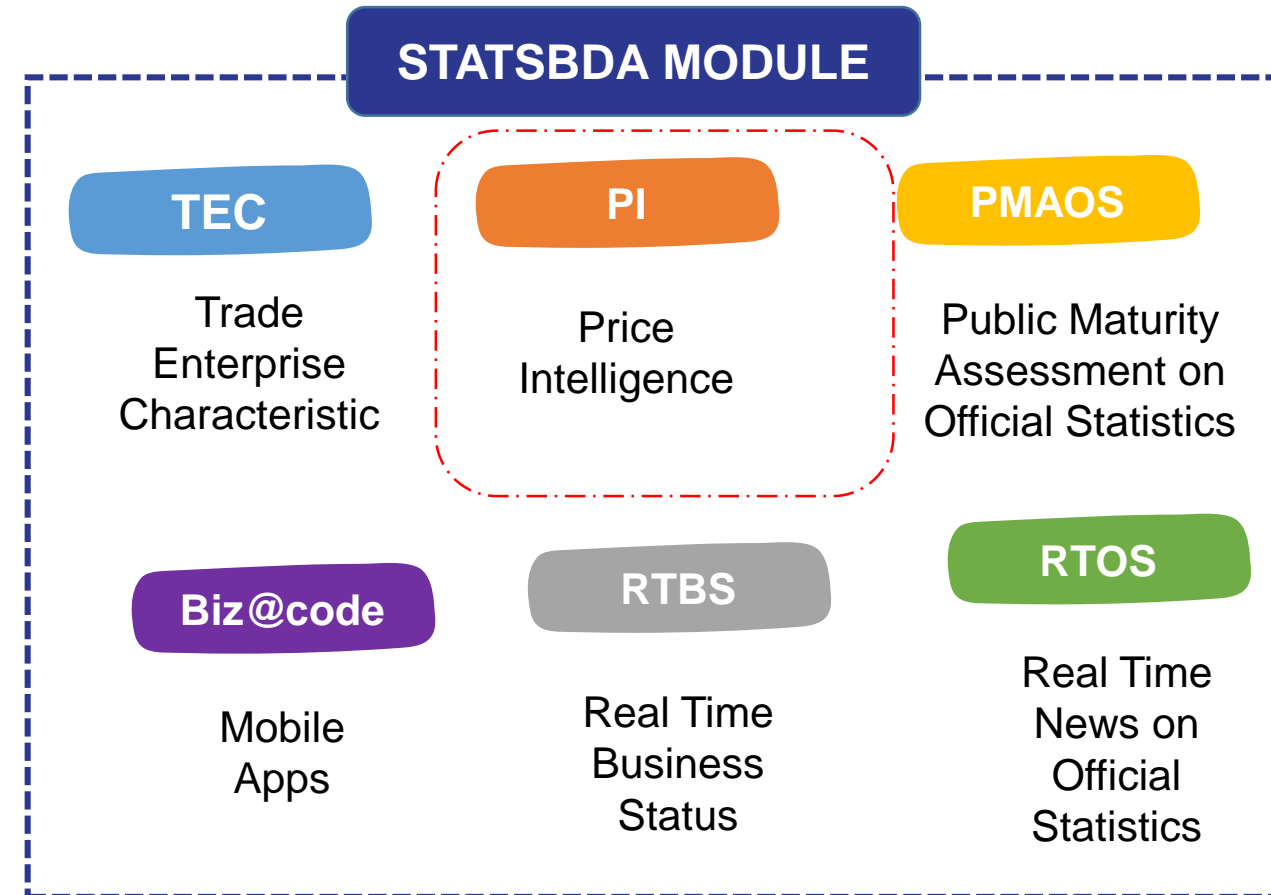 STATSBDA MODULE
TEC
Trade
Enterprise
Characteristic
PI
Price
Intelligence
PMAOS
Public Maturity
Assessment on
Official Statistics
Biz@code
Mobile
Apps
RTBS
Real Time
Business
Status
RTOS
Real Time
News on
Official
Statistics